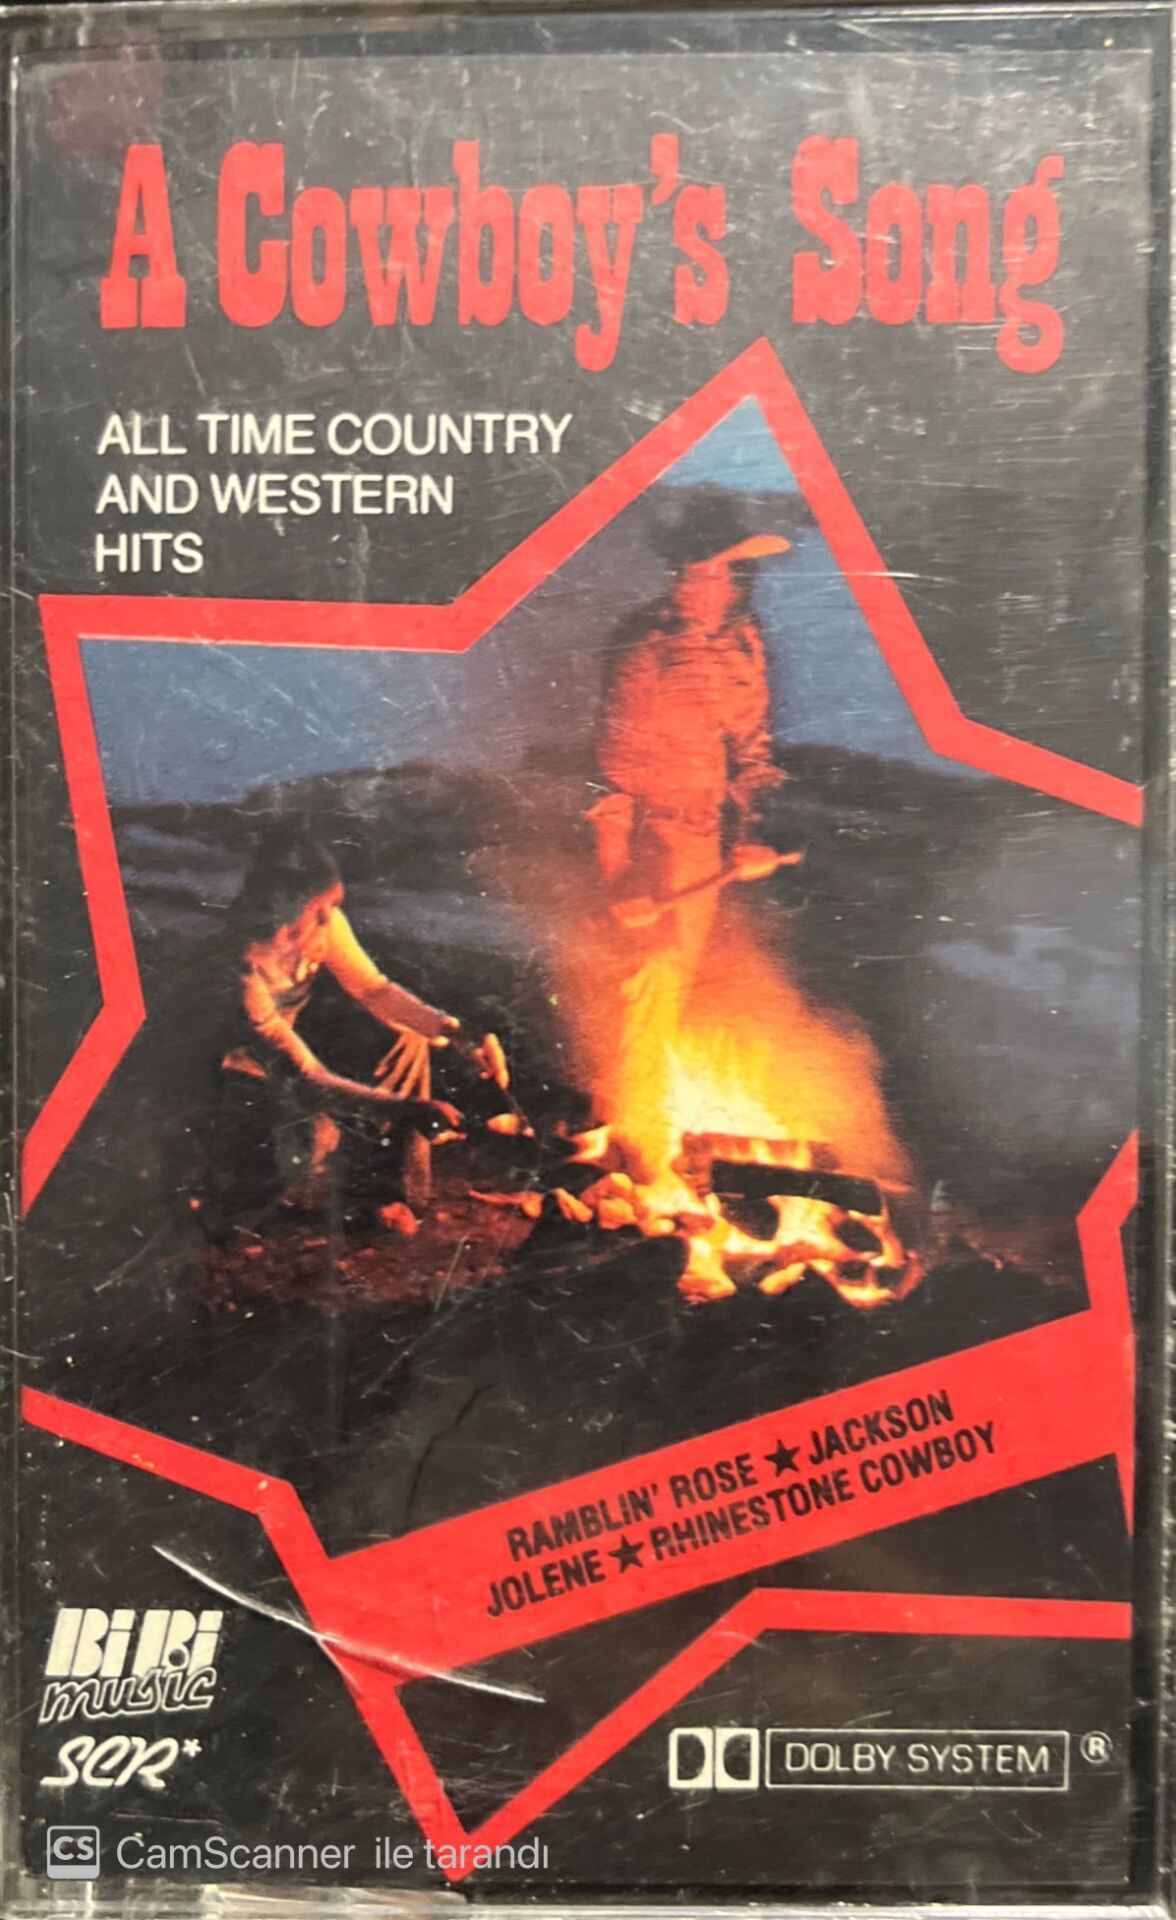 A Cowboy's Song
ALL TIME COUNTRY
AND WESTERN
HITS
RAMBLIN' ROSE ★ JACKSON
JOLENE ★ RHINESTONE COWBOY
BiBi
music
SCR*
DOLBY SYSTEM ®
CS CamScanner ile tarandı